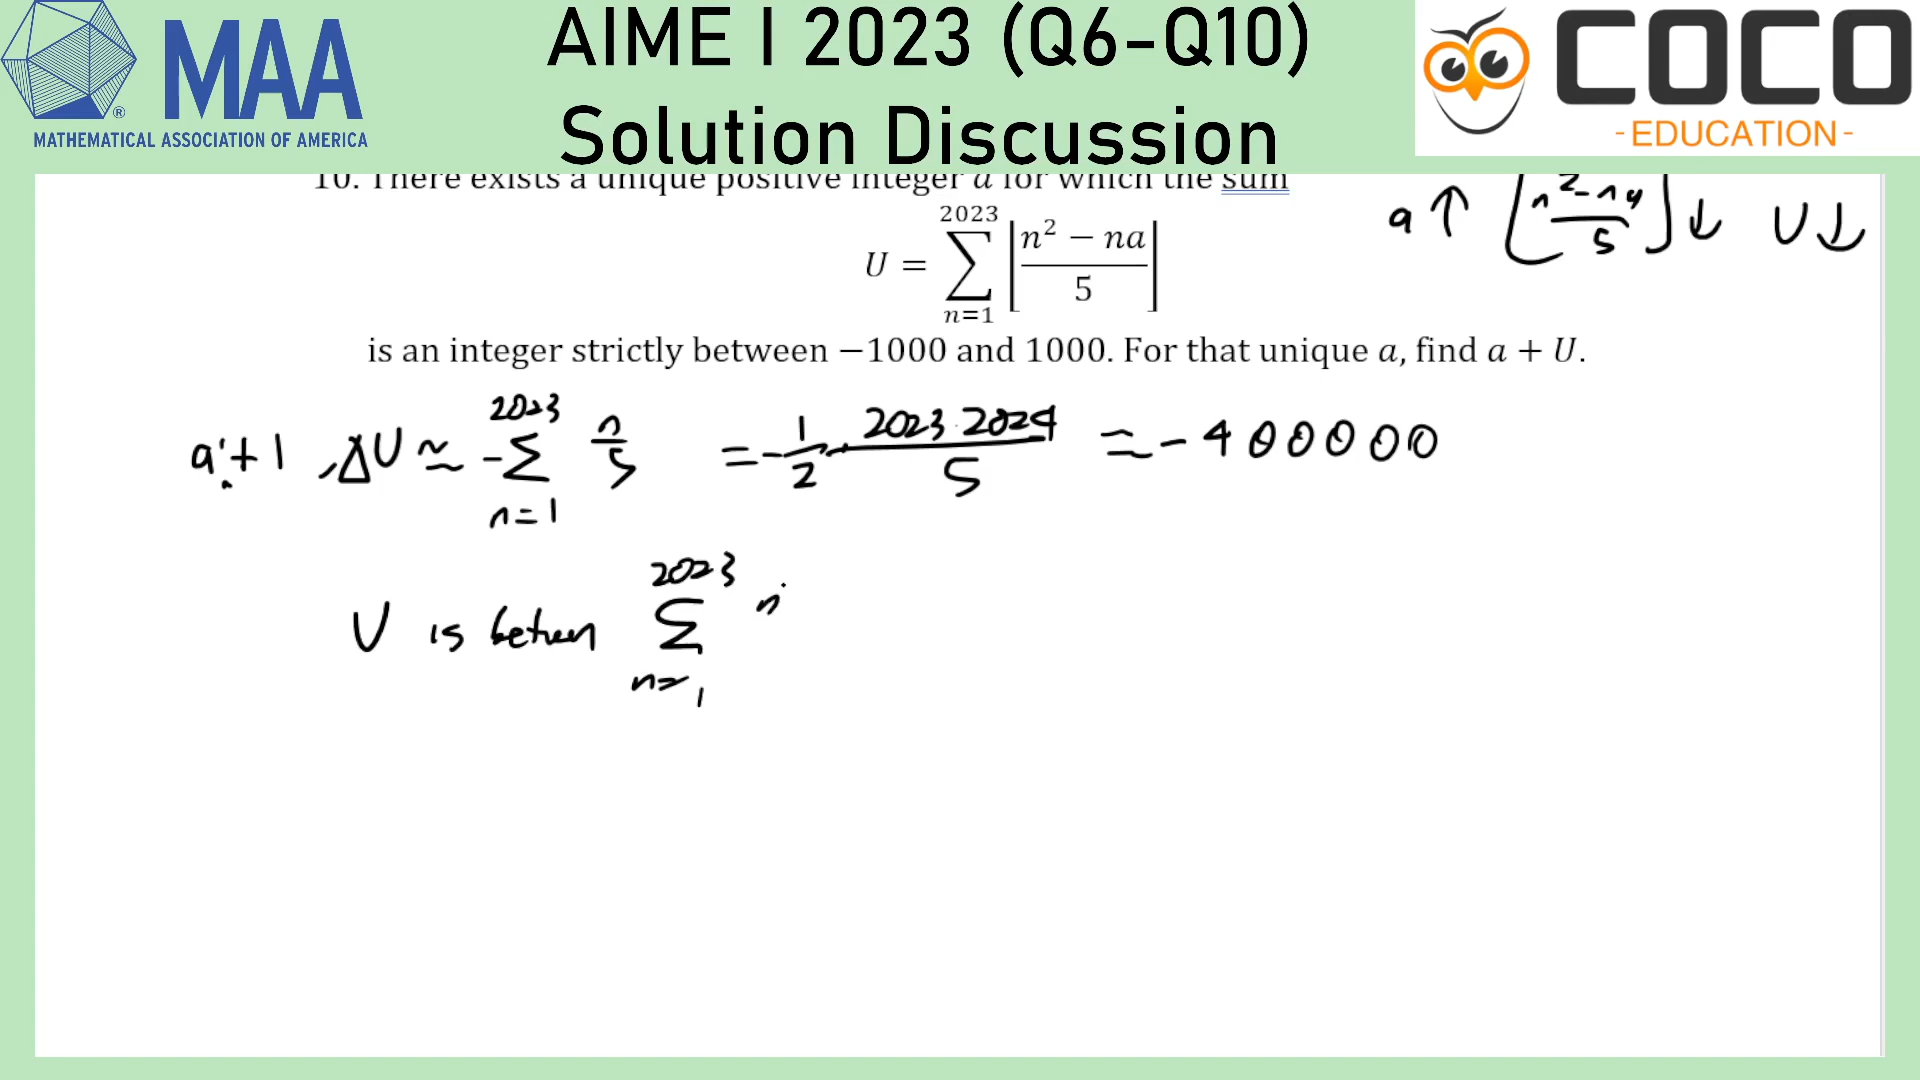 AIME I 2023 (Q6-Q10)
Solution Discussion
MAA
®
MATHEMATICAL ASSOCIATION OF AMERICA
COCO
-EDUCATION-
10. There exists a unique positive integer a for which the sum
U = ∑_{n=1}^{2023} ⌊(n² − na)/5⌋
is an integer strictly between −1000 and 1000. For that unique a, find a + U.
a ↑ ⌊(n²-na)/5⌋ ↓ U ↓
a+1, ΔU ≈ -∑_{n=1}^{2023} n/5 = -1/2 · (2023·2024)/5 ≈ -400000
U is between ∑_{n=1}^{2023} n